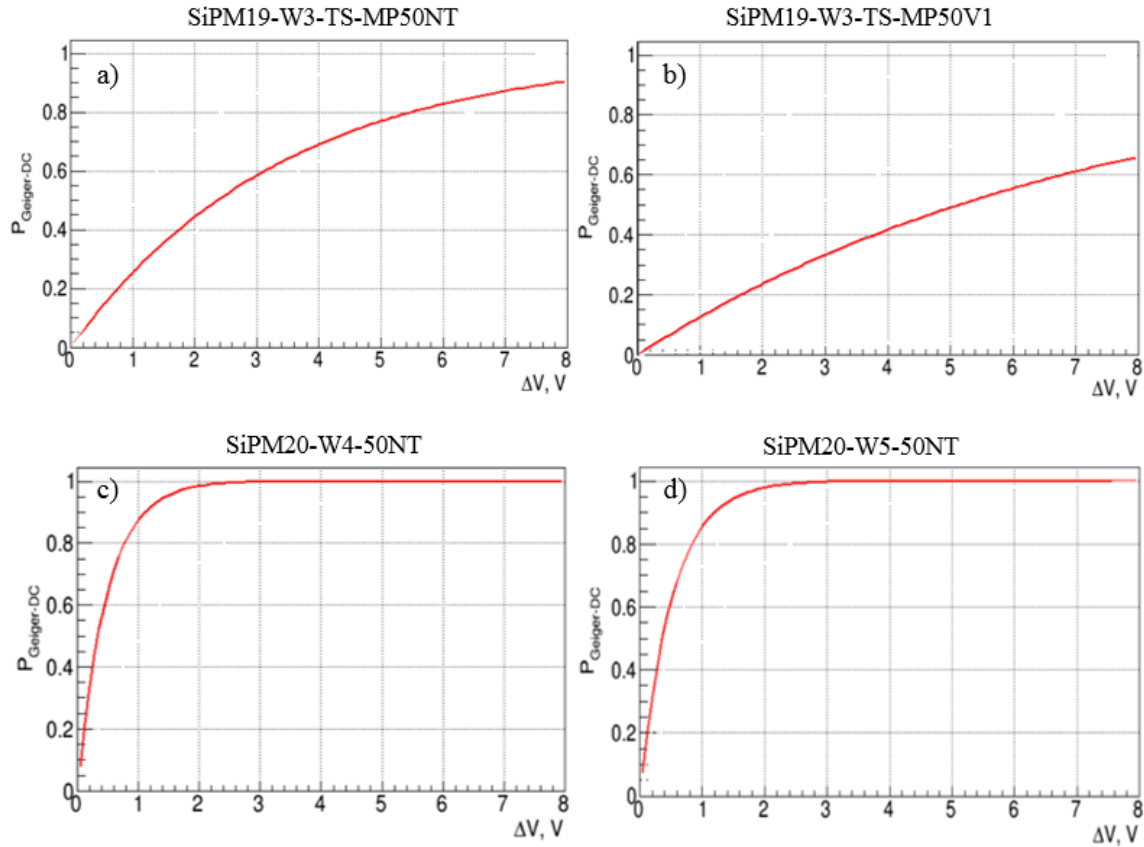 SiPM19-W3-TS-MP50NT
a)
P_Geiger-DC
1
0.8
0.6
0.4
0.2
0
0 1 2 3 4 5 6 7 8
ΔV, V
SiPM19-W3-TS-MP50V1
b)
P_Geiger-DC
1
0.8
0.6
0.4
0.2
0
0 1 2 3 4 5 6 7 8
ΔV, V
SiPM20-W4-50NT
c)
P_Geiger-DC
1
0.8
0.6
0.4
0.2
0
0 1 2 3 4 5 6 7 8
ΔV, V
SiPM20-W5-50NT
d)
P_Geiger-DC
1
0.8
0.6
0.4
0.2
0
0 1 2 3 4 5 6 7 8
ΔV, V